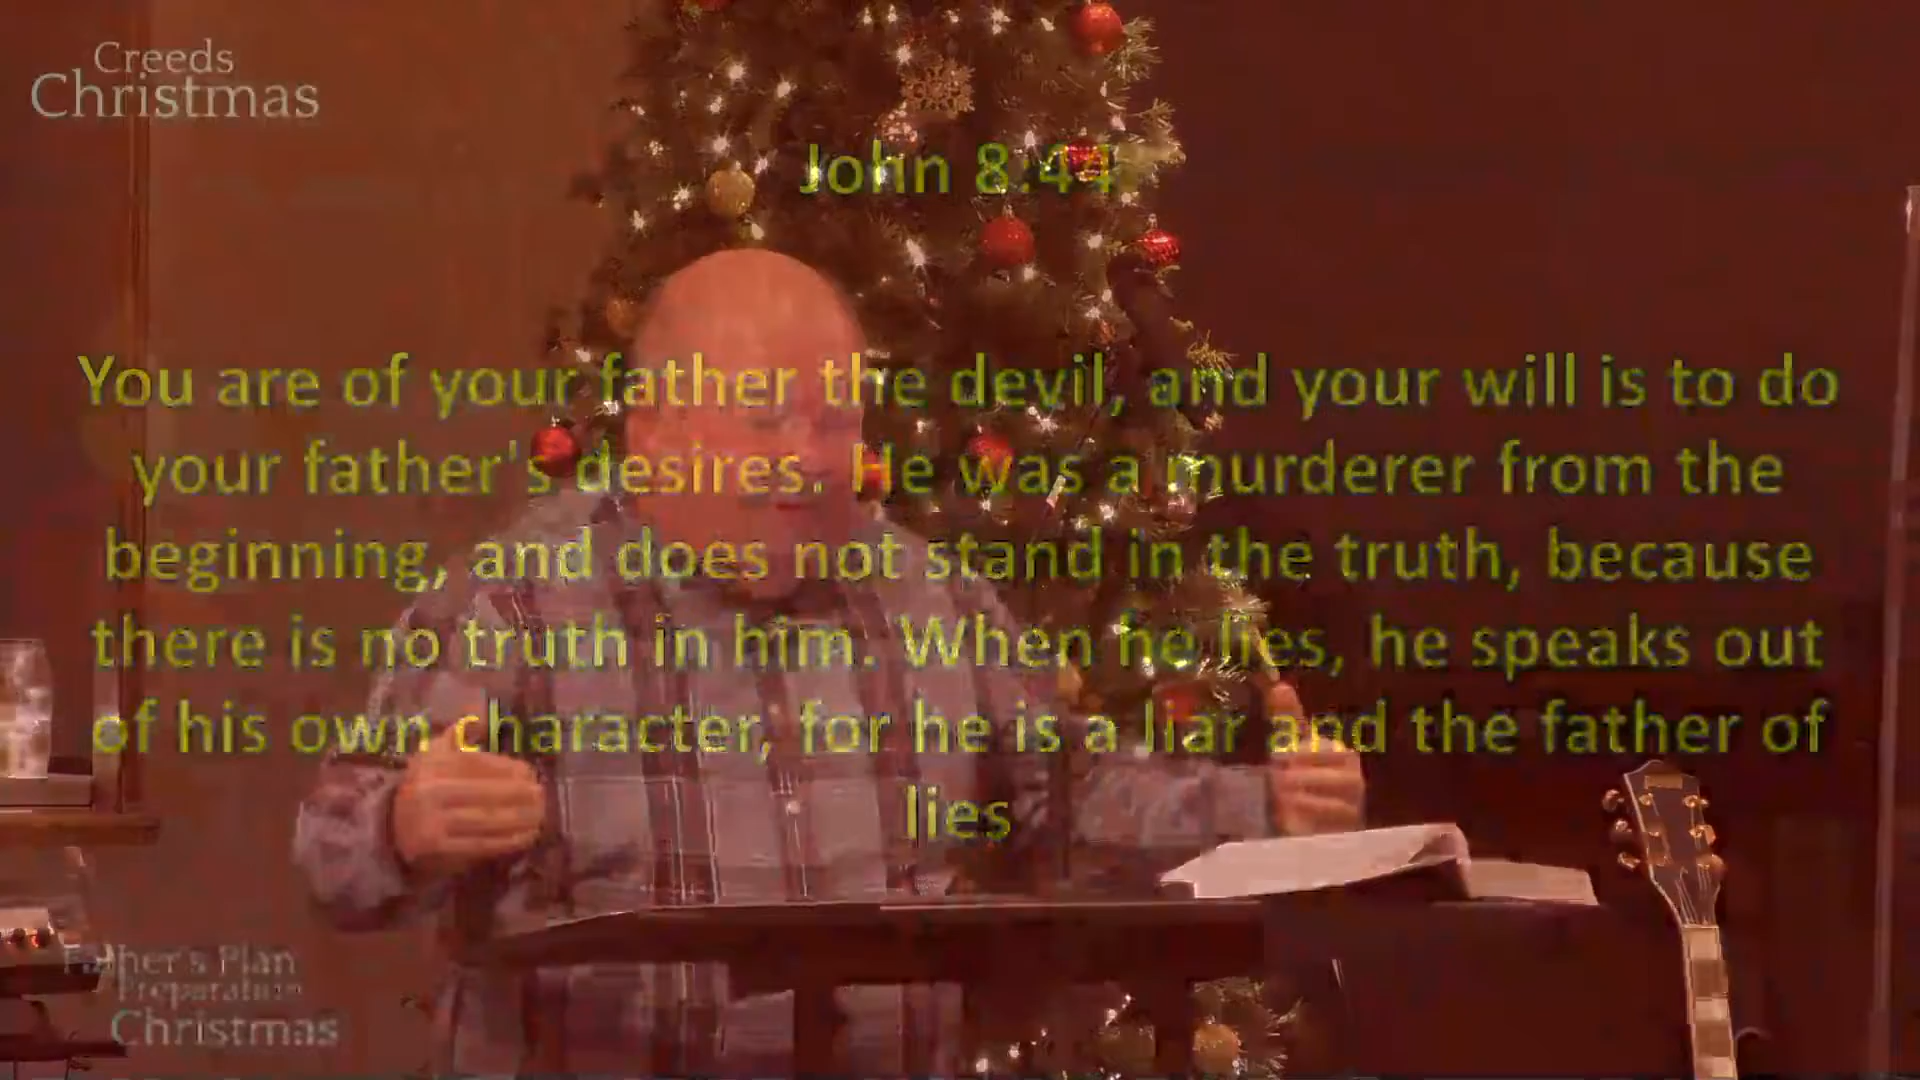 Creeds
Christmas
John 8:44
You are of your father the devil, and your will is to do
your father's desires. He was a murderer from the
beginning, and does not stand in the truth, because
there is no truth in him. When he lies, he speaks out
of his own character, for he is a liar and the father of
lies
Father's Plan
Preparation
Christmas